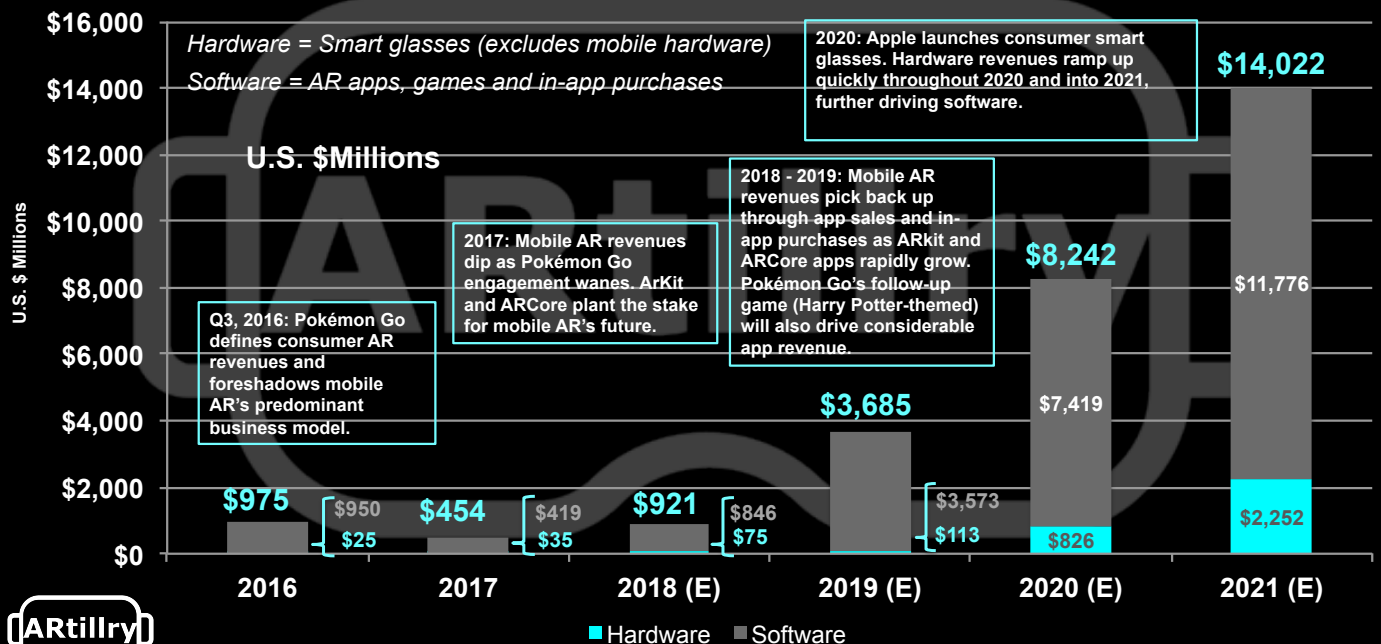 $16,000
$14,000
$12,000
$10,000
$8,000
$6,000
$4,000
$2,000
$0
U.S. $ Millions
Hardware = Smart glasses (excludes mobile hardware)
Software = AR apps, games and in-app purchases
U.S. $Millions
Q3, 2016: Pokémon Go
defines consumer AR
revenues and
foreshadows mobile
AR's predominant
business model.
2017: Mobile AR revenues
dip as Pokémon Go
engagement wanes. ArKit
and ARCore plant the stake
for mobile AR's future.
2018 - 2019: Mobile AR
revenues pick back up
through app sales and in-
app purchases as ARkit and
ARCore apps rapidly grow.
Pokémon Go's follow-up
game (Harry Potter-themed)
will also drive considerable
app revenue.
2020: Apple launches consumer smart
glasses. Hardware revenues ramp up
quickly throughout 2020 and into 2021,
further driving software.
$975
$950
$25
$454
$419
$35
$921
$846
$75
$3,685
$3,573
$113
$8,242
$7,419
$826
$14,022
$11,776
$2,252
2016
2017
2018 (E)
2019 (E)
2020 (E)
2021 (E)
Hardware
Software
ARtillry
ARtillry